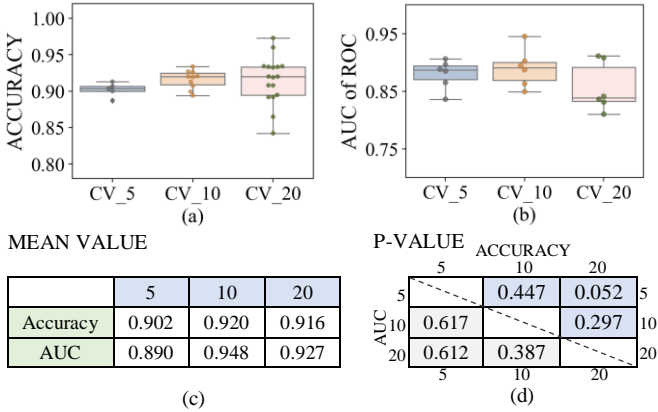 1.00
0.95
0.90
0.85
0.80
ACCURACY
CV_5 CV_10 CV_20
(a)
0.95
0.85
0.75
AUC of ROC
CV_5 CV_10 CV_20
(b)
MEAN VALUE
5 10 20
Accuracy 0.902 0.920 0.916
AUC 0.890 0.948 0.927
(c)
P-VALUE
ACCURACY
5 10 20
5 0.447 0.052 5
AUC
10 0.617 0.297 10
20 0.612 0.387 20
5 10 20
(d)